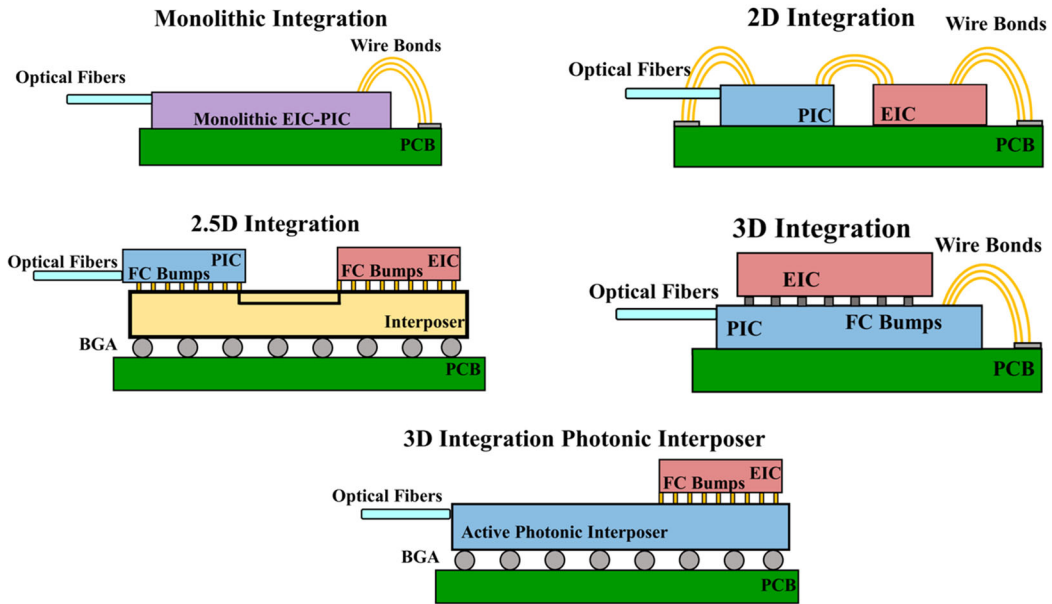 Monolithic Integration
Wire Bonds
Optical Fibers
Monolithic EIC-PIC
PCB
2D Integration
Wire Bonds
Optical Fibers
PIC
EIC
PCB
2.5D Integration
Optical Fibers
PIC
FC Bumps
EIC
FC Bumps
Interposer
BGA
PCB
3D Integration
Wire Bonds
EIC
Optical Fibers
PIC
FC Bumps
PCB
3D Integration Photonic Interposer
EIC
FC Bumps
Optical Fibers
Active Photonic Interposer
BGA
PCB